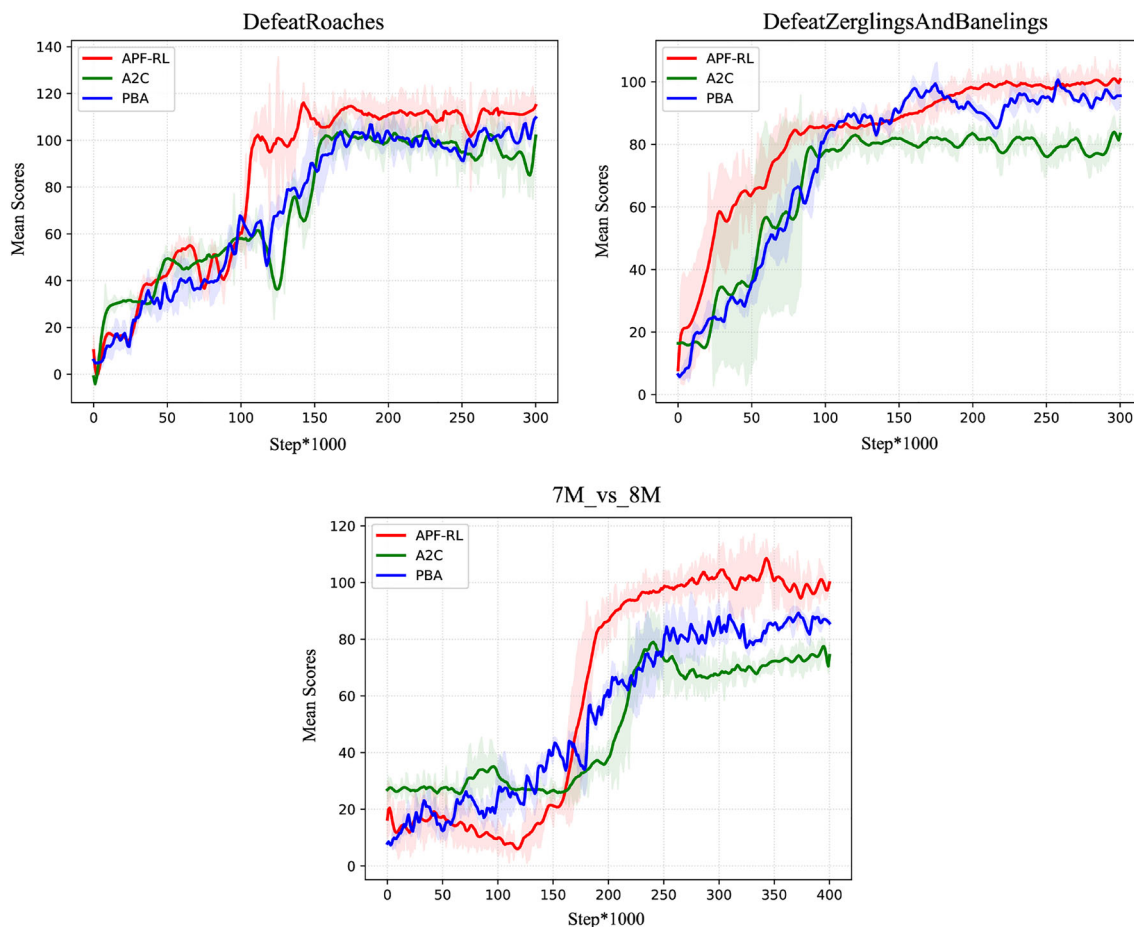 DefeatRoaches
APF-RL
A2C
PBA
Mean Scores
140
120
100
80
60
40
20
0
0 50 100 150 200 250 300
Step*1000
DefeatZerglingsAndBanelings
APF-RL
A2C
PBA
Mean Scores
100
80
60
40
20
0
0 50 100 150 200 250 300
Step*1000
7M_vs_8M
APF-RL
A2C
PBA
Mean Scores
120
100
80
60
40
20
0
0 50 100 150 200 250 300 350 400
Step*1000